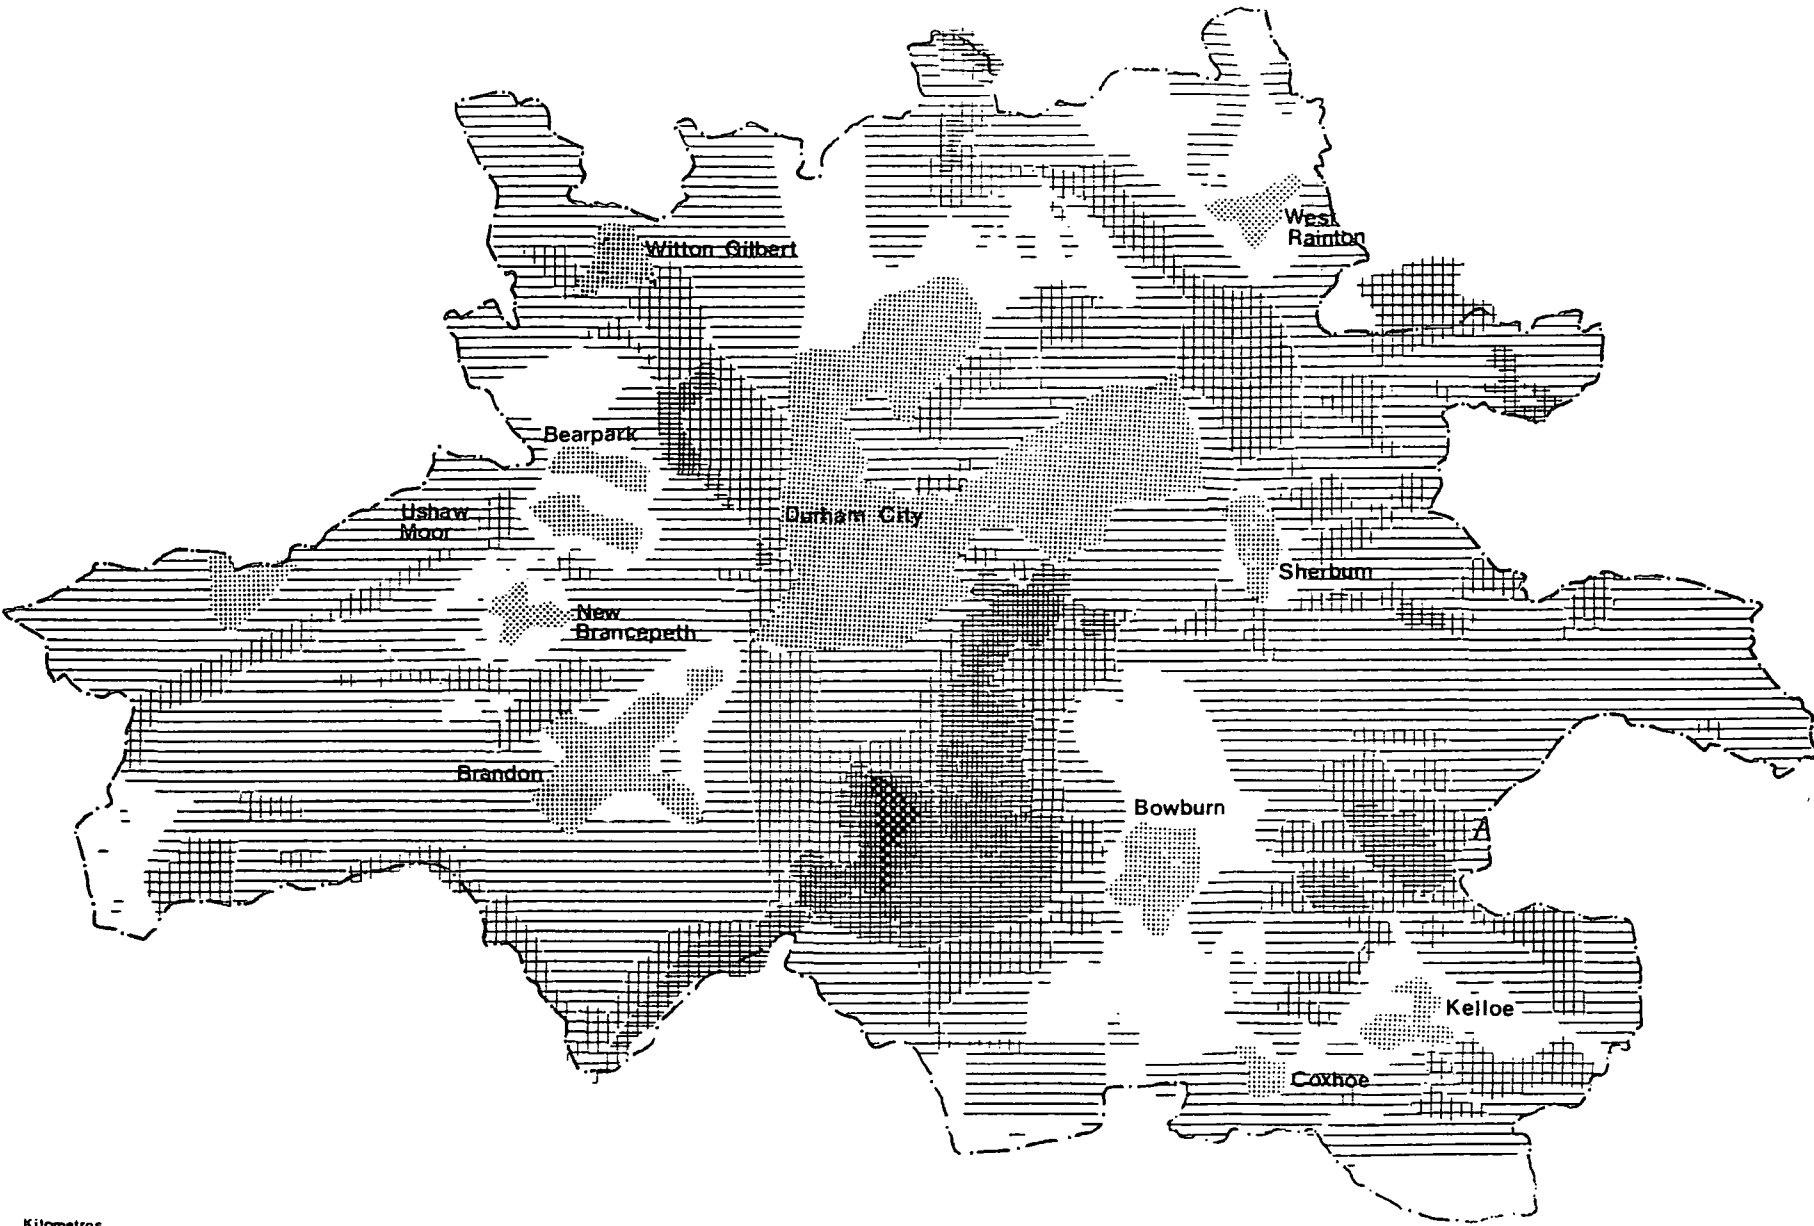 West
Rainton
Witton Gilbert
Bearpark
Ushaw
Moor
Durham City
Sherburn
New
Brancepeth
Brandon
Bowburn
A
Kelloe
Coxhoe
Kilometres